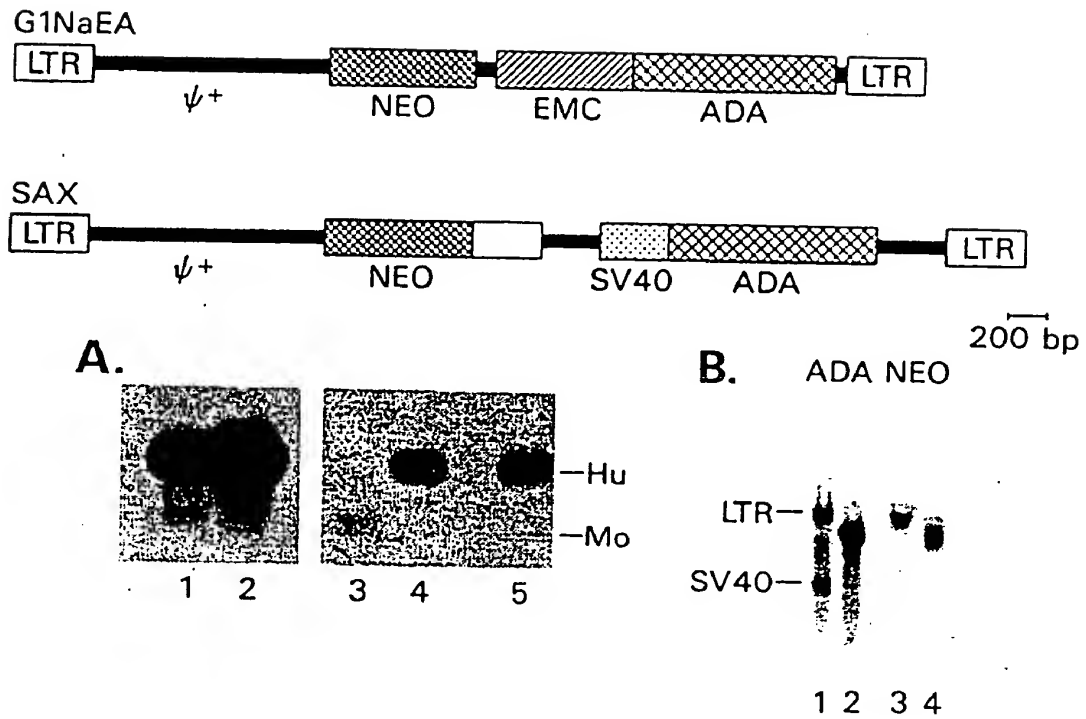 G1NaEA
LTR LTR
ψ+ NEO EMC ADA
SAX
LTR LTR
ψ+ NEO SV40 ADA
200 bp
A.
Hu
Mo
1 2 3 4 5
B. ADA NEO
LTR
SV40
1 2 3 4